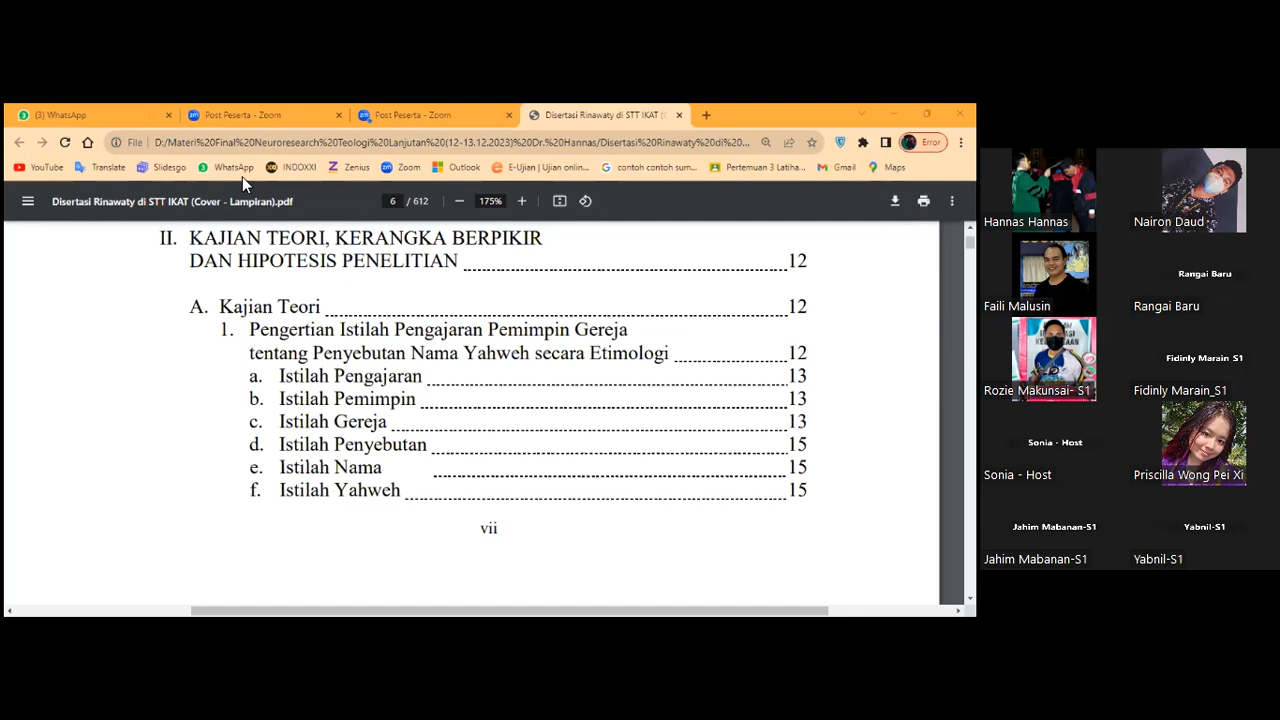 (3) WhatsApp
Post Peserta - Zoom
Post Peserta - Zoom
Disertasi Rinawaty di STT IKAT (C
File
D:/Materi%20Final%20Neuroresearch%20Teologi%20Lanjutan%20(12-13.12.2023)%20Dr.Hannas/Disertasi%20Rinawaty%20di%20...
Error
YouTube
Translate
Slidesgo
WhatsApp
INDOXXI
Zenius
Zoom
Outlook
E-Ujian | Ujian onlin...
contoh contoh sum...
Pertemuan 3 Latiha...
Gmail
Maps
Disertasi Rinawaty di STT IKAT (Cover - Lampiran).pdf
6 / 612
175%
II. KAJIAN TEORI, KERANGKA BERPIKIR
DAN HIPOTESIS PENELITIAN 12
A. Kajian Teori 12
1. Pengertian Istilah Pengajaran Pemimpin Gereja
tentang Penyebutan Nama Yahweh secara Etimologi 12
a. Istilah Pengajaran 13
b. Istilah Pemimpin 13
c. Istilah Gereja 13
d. Istilah Penyebutan 15
e. Istilah Nama 15
f. Istilah Yahweh 15
vii
Hannas Hannas
Nairon Daud
Faili Malusin
Rangai Baru
Rangai Baru
Rozie Makunsai- S1
Fidinly Marain S1
Fidinly Marain_S1
Sonia - Host
Sonia - Host
Priscilla Wong Pei Xi
Jahim Mabanan-S1
Jahim Mabanan-S1
Yabnil-S1
Yabnil-S1